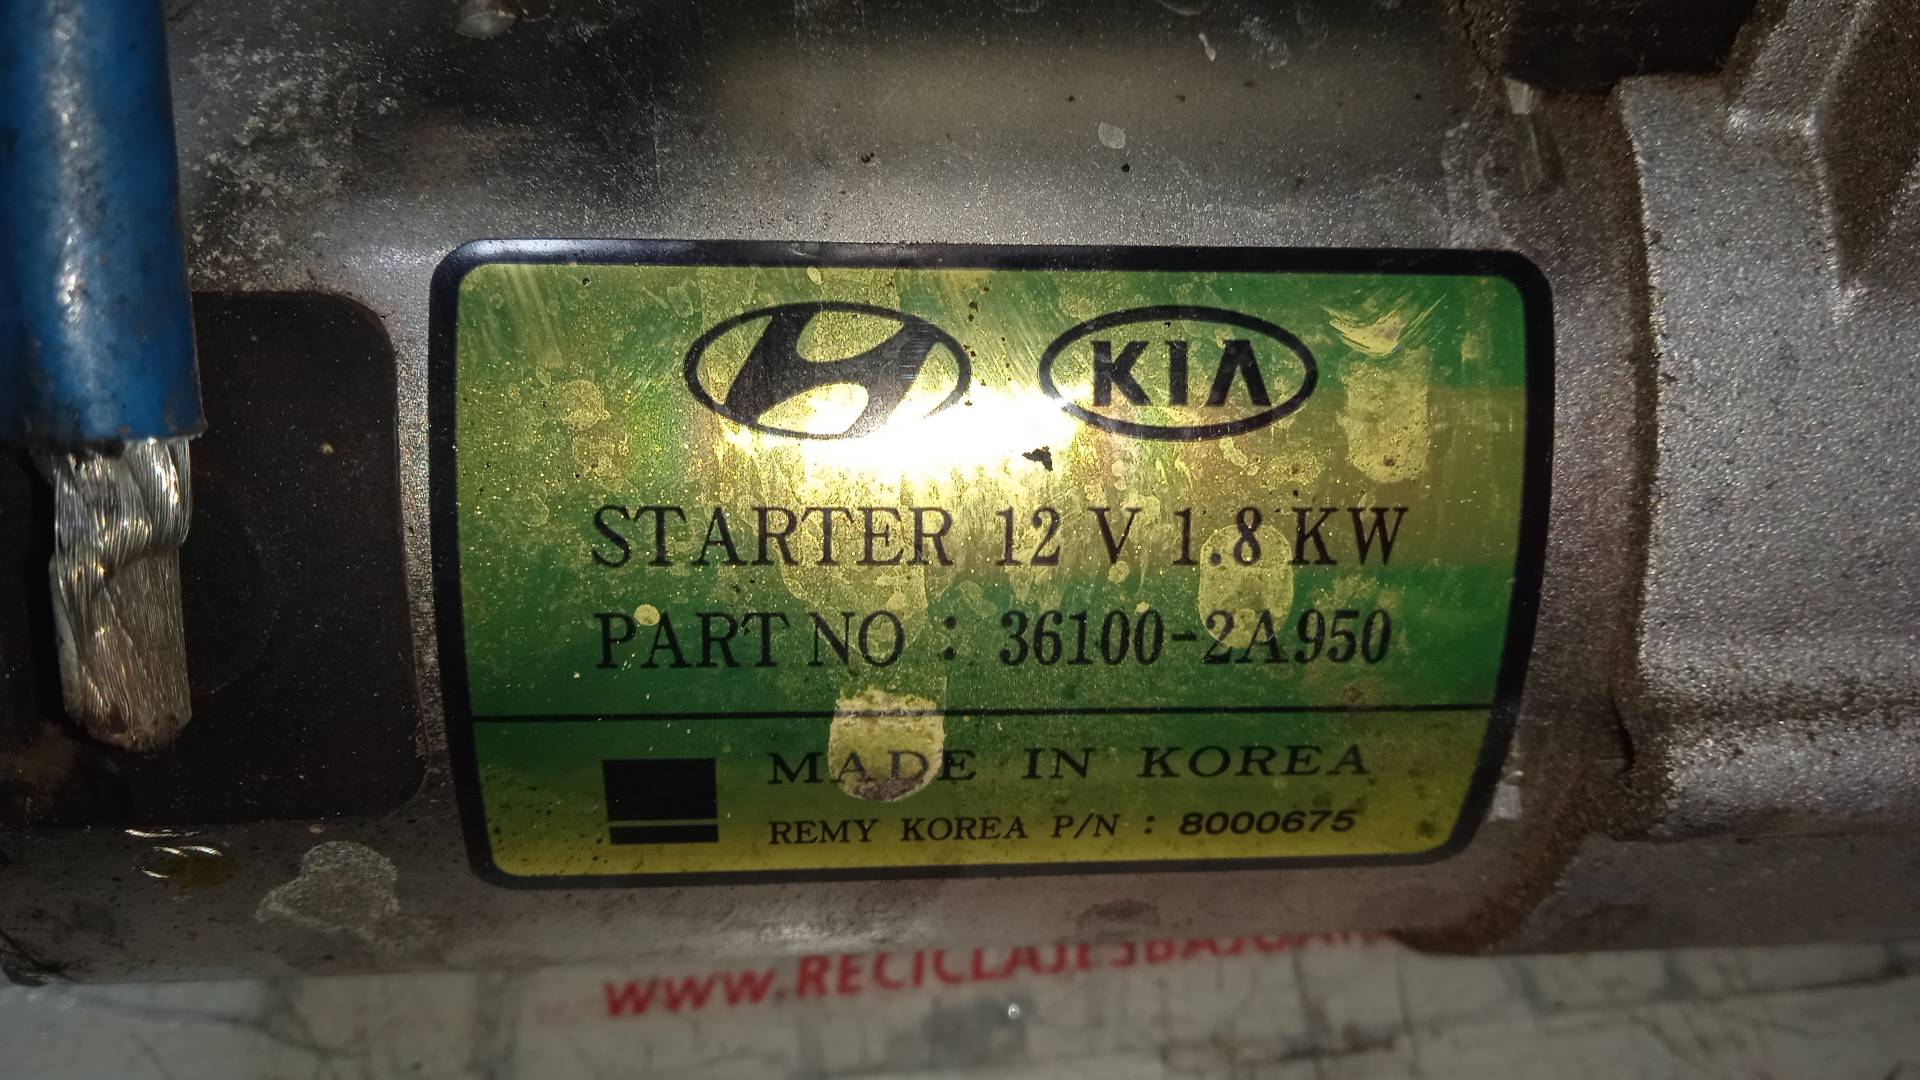 KIA
STARTER 12 V 1.8 KW
PART NO : 36100-2A950
MADE IN KOREA
REMY KOREA P/N : 8000675